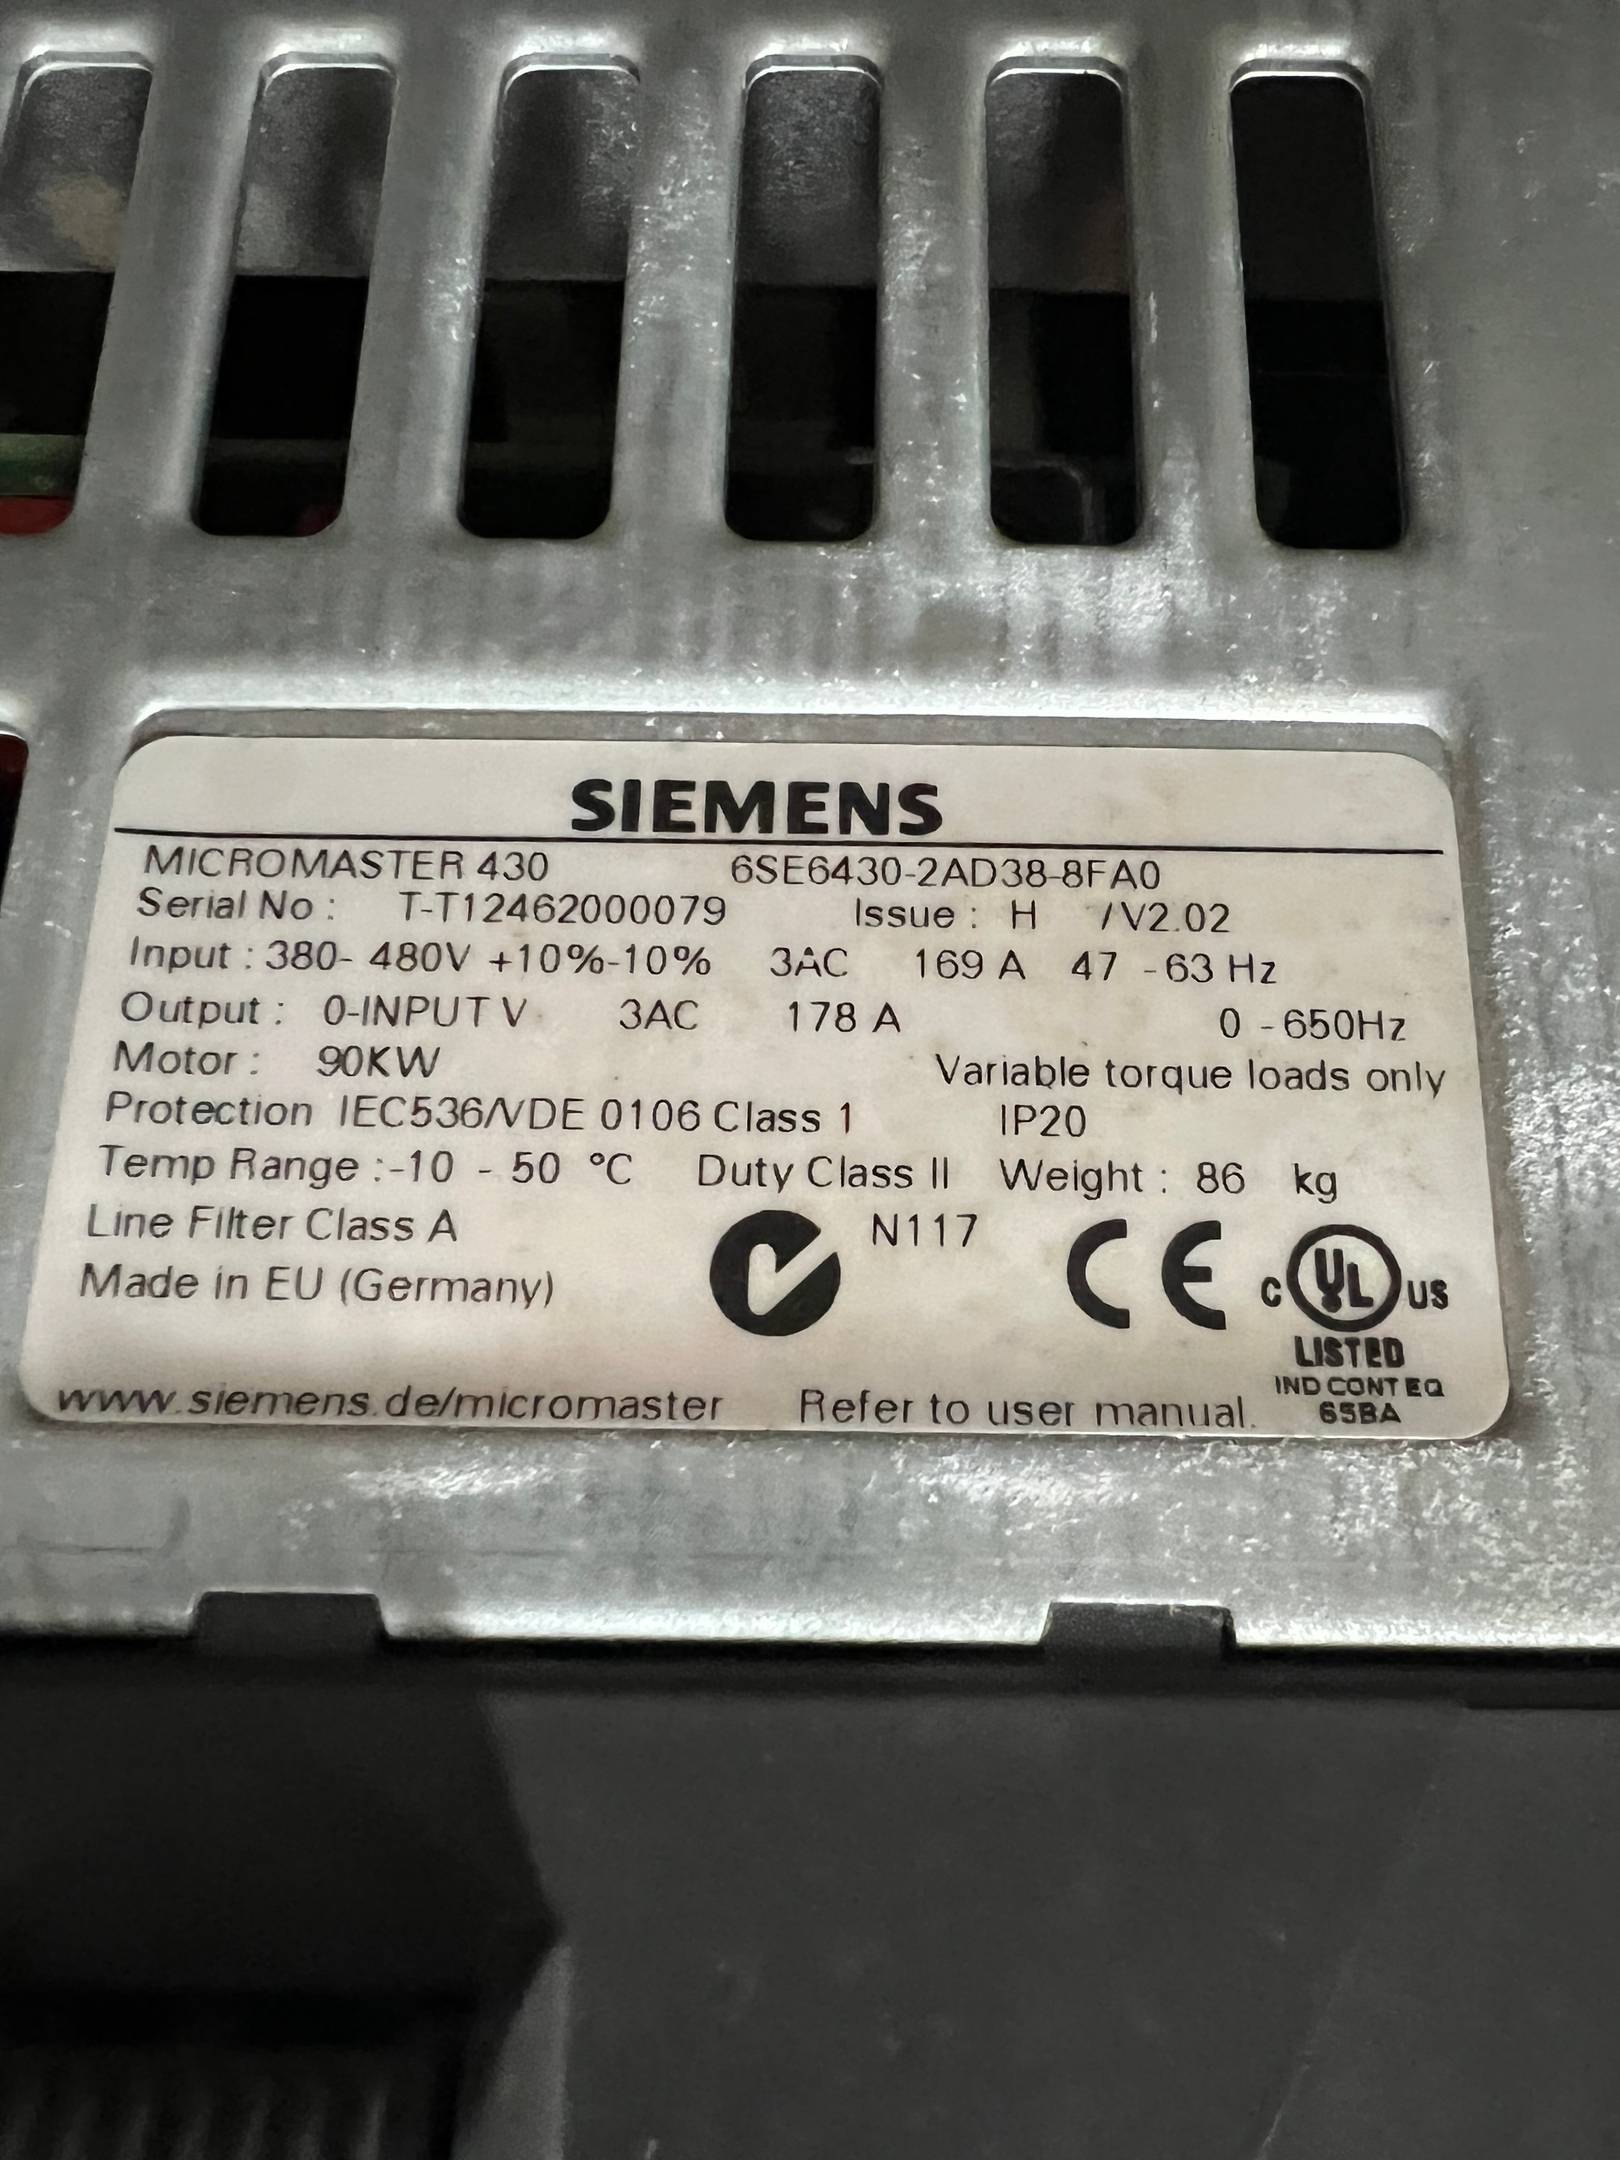 SIEMENS
MICROMASTER 430 6SE6430-2AD38-8FA0
Serial No : T-T12462000079 Issue : H /V2.02
Input : 380- 480V +10%-10% 3AC 169 A 47 -63 Hz
Output : 0-INPUT V 3AC 178 A 0 -650Hz
Motor : 90KW Variable torque loads only
Protection IEC536/VDE 0106 Class 1 IP20
Temp Range :-10 - 50 °C Duty Class II Weight : 86 kg
Line Filter Class A N117 CE c UL US
Made in EU (Germany) LISTED
www.siemens.de/micromaster Refer to user manual. IND CONT EQ
65BA